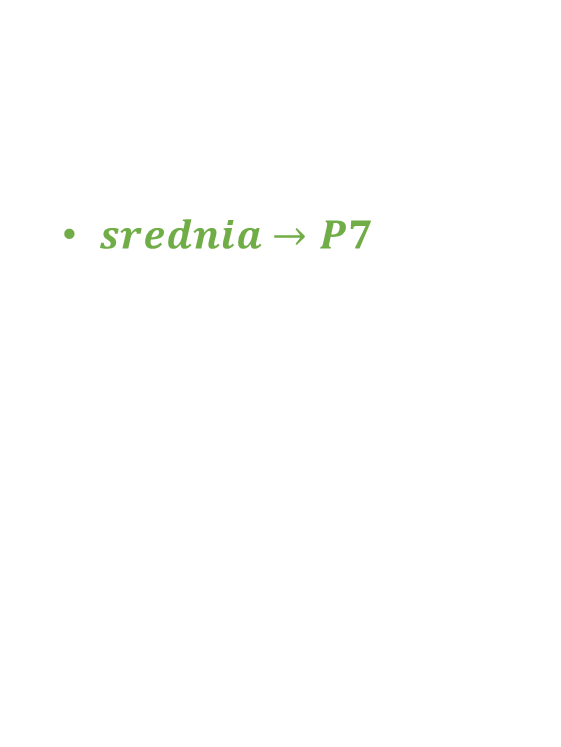 • srednia → P7